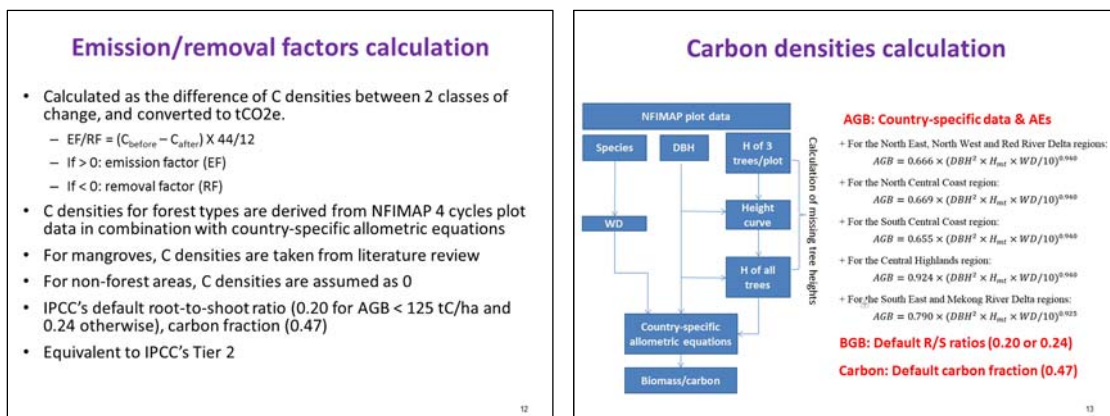 Emission/removal factors calculation
• Calculated as the difference of C densities between 2 classes of
change, and converted to tCO2e.
– EF/RF = (C_before – C_after) X 44/12
– If > 0: emission factor (EF)
– If < 0: removal factor (RF)
• C densities for forest types are derived from NFIMAP 4 cycles plot
data in combination with country-specific allometric equations
• For mangroves, C densities are taken from literature review
• For non-forest areas, C densities are assumed as 0
• IPCC's default root-to-shoot ratio (0.20 for AGB < 125 tC/ha and
0.24 otherwise), carbon fraction (0.47)
• Equivalent to IPCC's Tier 2
12
Carbon densities calculation
NFIMAP plot data
Species
DBH
H of 3
trees/plot
WD
Height
curve
H of all
trees
Calculation of missing tree heights
Country-specific
allometric equations
Biomass/carbon
AGB: Country-specific data & AEs
+ For the North East, North West and Red River Delta regions:
AGB = 0.666 × (DBH² × H_mt × WD/10)^0.940
+ For the North Central Coast region:
AGB = 0.669 × (DBH² × H_mt × WD/10)^0.940
+ For the South Central Coast region:
AGB = 0.655 × (DBH² × H_mt × WD/10)^0.940
+ For the Central Highlands region:
AGB = 0.924 × (DBH² × H_mt × WD/10)^0.960
+ For the South East and Mekong River Delta regions:
AGB = 0.790 × (DBH² × H_mt × WD/10)^0.925
BGB: Default R/S ratios (0.20 or 0.24)
Carbon: Default carbon fraction (0.47)
13